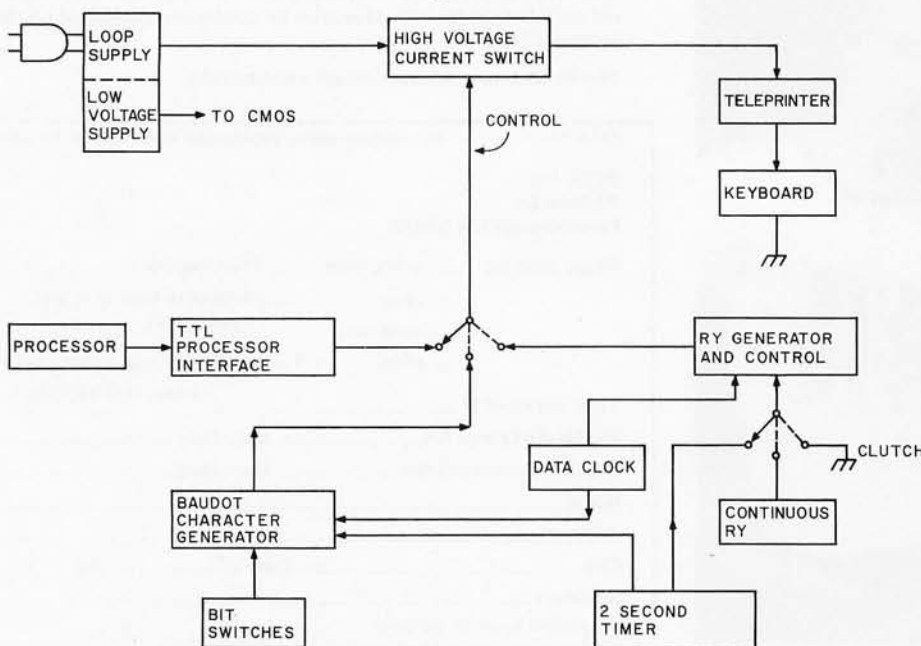 LOOP
SUPPLY
LOW
VOLTAGE
SUPPLY
TO CMOS
HIGH VOLTAGE
CURRENT SWITCH
CONTROL
TELEPRINTER
KEYBOARD
PROCESSOR
TTL
PROCESSOR
INTERFACE
RY GENERATOR
AND CONTROL
CLUTCH
DATA CLOCK
CONTINUOUS
RY
BAUDOT
CHARACTER
GENERATOR
BIT
SWITCHES
2 SECOND
TIMER